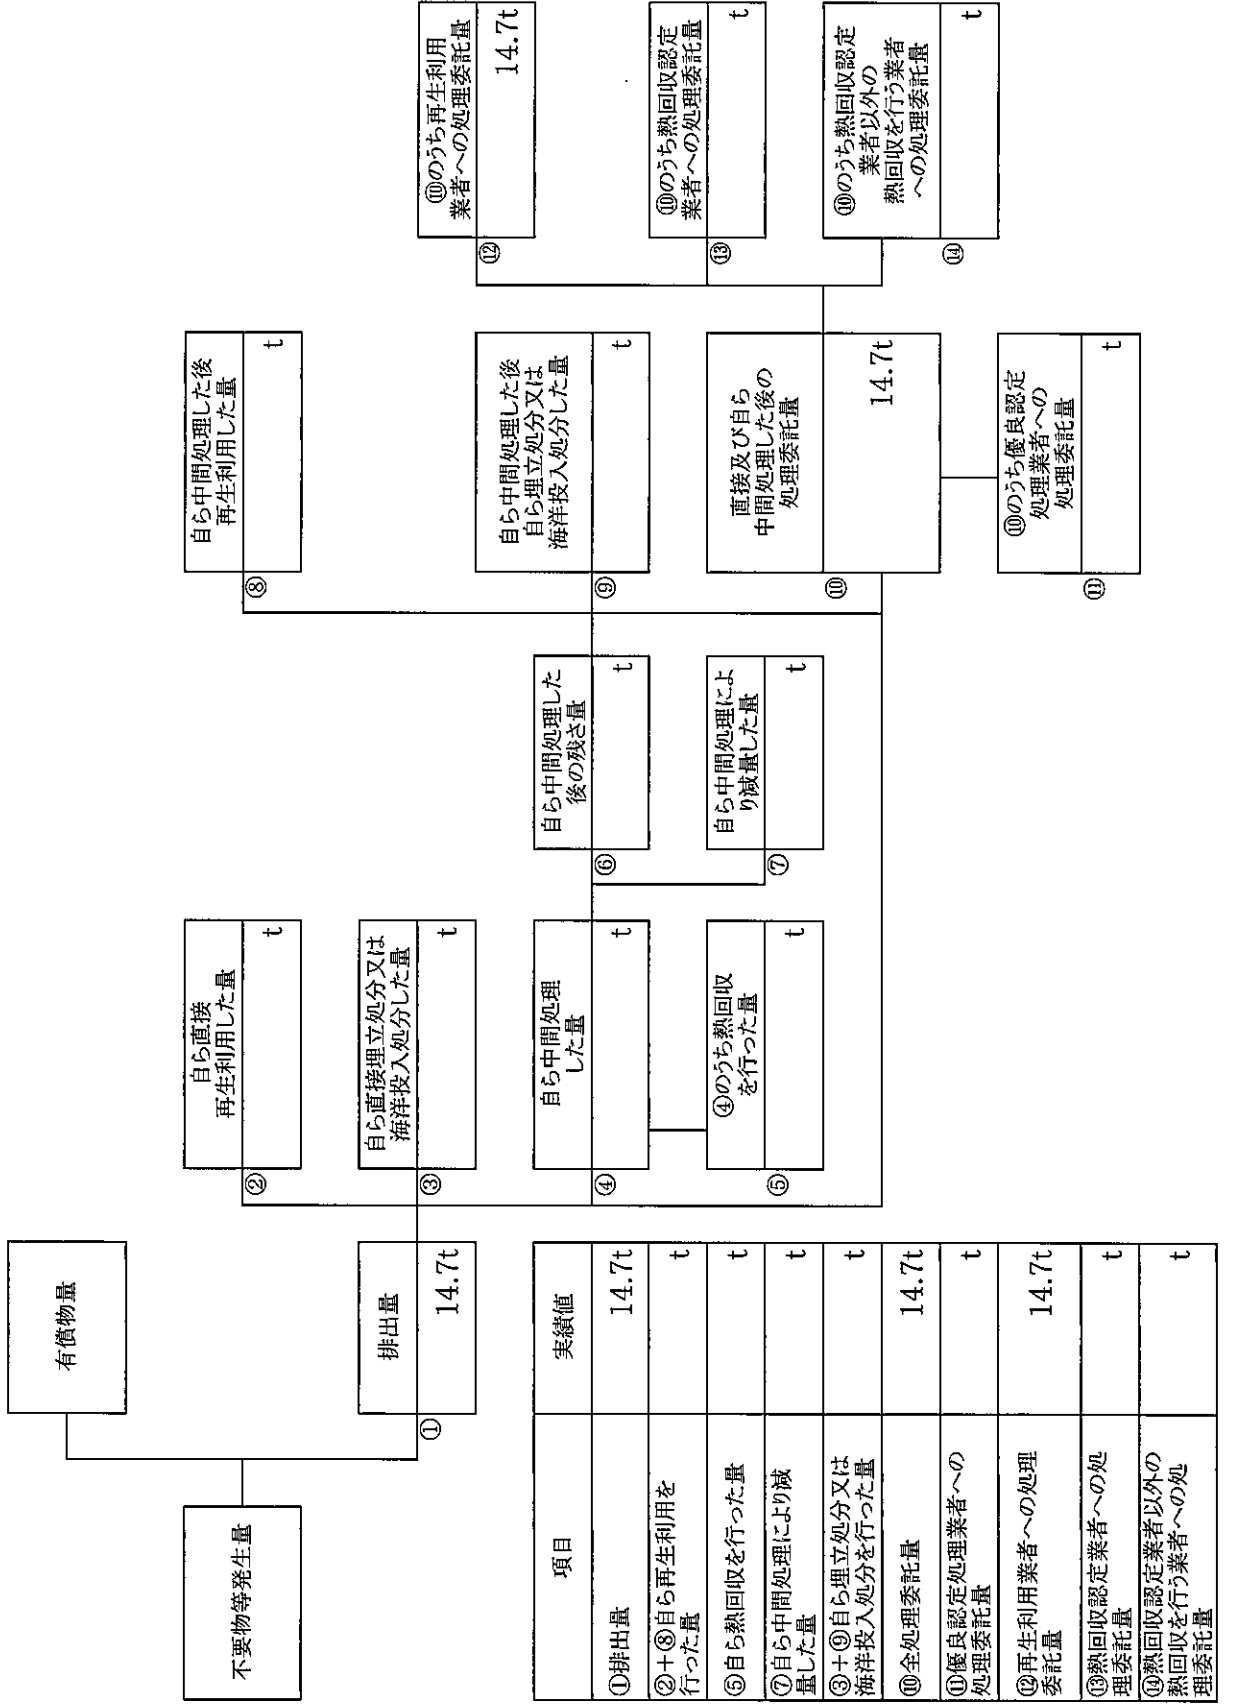 不要物等発生量
有償物量
排出量
①
14.7t
自ら直接
再生利用した量
②
t
自ら直接埋立処分又は
海洋投入処分した量
③
t
自ら中間処理
した量
④
t
④のうち熱回収
を行った量
⑤
t
自ら中間処理した
後の残さ量
⑥
t
自ら中間処理によ
り減量した量
⑦
t
自ら中間処理した後
再生利用した量
⑧
t
自ら中間処理した後
自ら埋立処分又は
海洋投入処分した量
⑨
t
直接及び自ら
中間処理した後の
処理委託量
⑩
14.7t
⑩のうち優良認定
処理業者への
処理委託量
⑪
t
⑩のうち再生利用
業者への処理委託量
⑫
14.7t
⑩のうち熱回収認定
業者への処理委託量
⑬
t
⑩のうち熱回収認定
業者以外の
熱回収を行う業者
への処理委託量
⑭
t
項目 実績値
①排出量 14.7t
②+⑧自ら再生利用を
行った量 t
⑤自ら熱回収を行った量 t
⑦自ら中間処理により減
量した量 t
③+⑨自ら埋立処分又は
海洋投入処分を行った量 t
⑩全処理委託量 14.7t
⑪優良認定処理業者への
処理委託量 t
⑫再生利用業者への処理
委託量 14.7t
⑬熱回収認定業者への処
理委託量 t
⑭熱回収認定業者以外の
熱回収を行う業者への処
理委託量 t